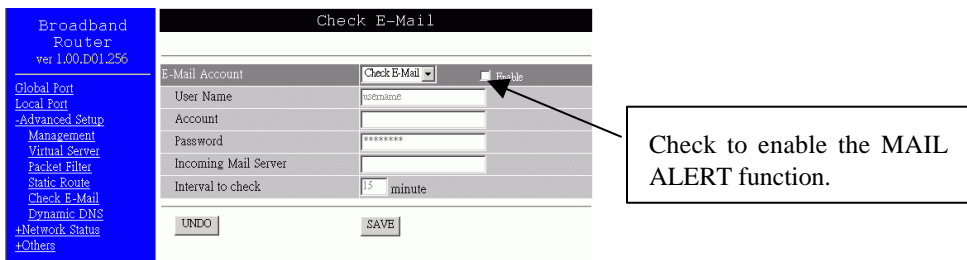 Broadband
Router
ver 1.00.D01.256
Global Port
Local Port
-Advanced Setup
Management
Virtual Server
Packet Filter
Static Route
Check E-Mail
Dynamic DNS
+Network Status
+Others
Check E-Mail
E-Mail Account Check E-Mail Enable
User Name username
Account
Password ********
Incoming Mail Server
Interval to check 15 minute
UNDO SAVE
Check to enable the MAIL
ALERT function.